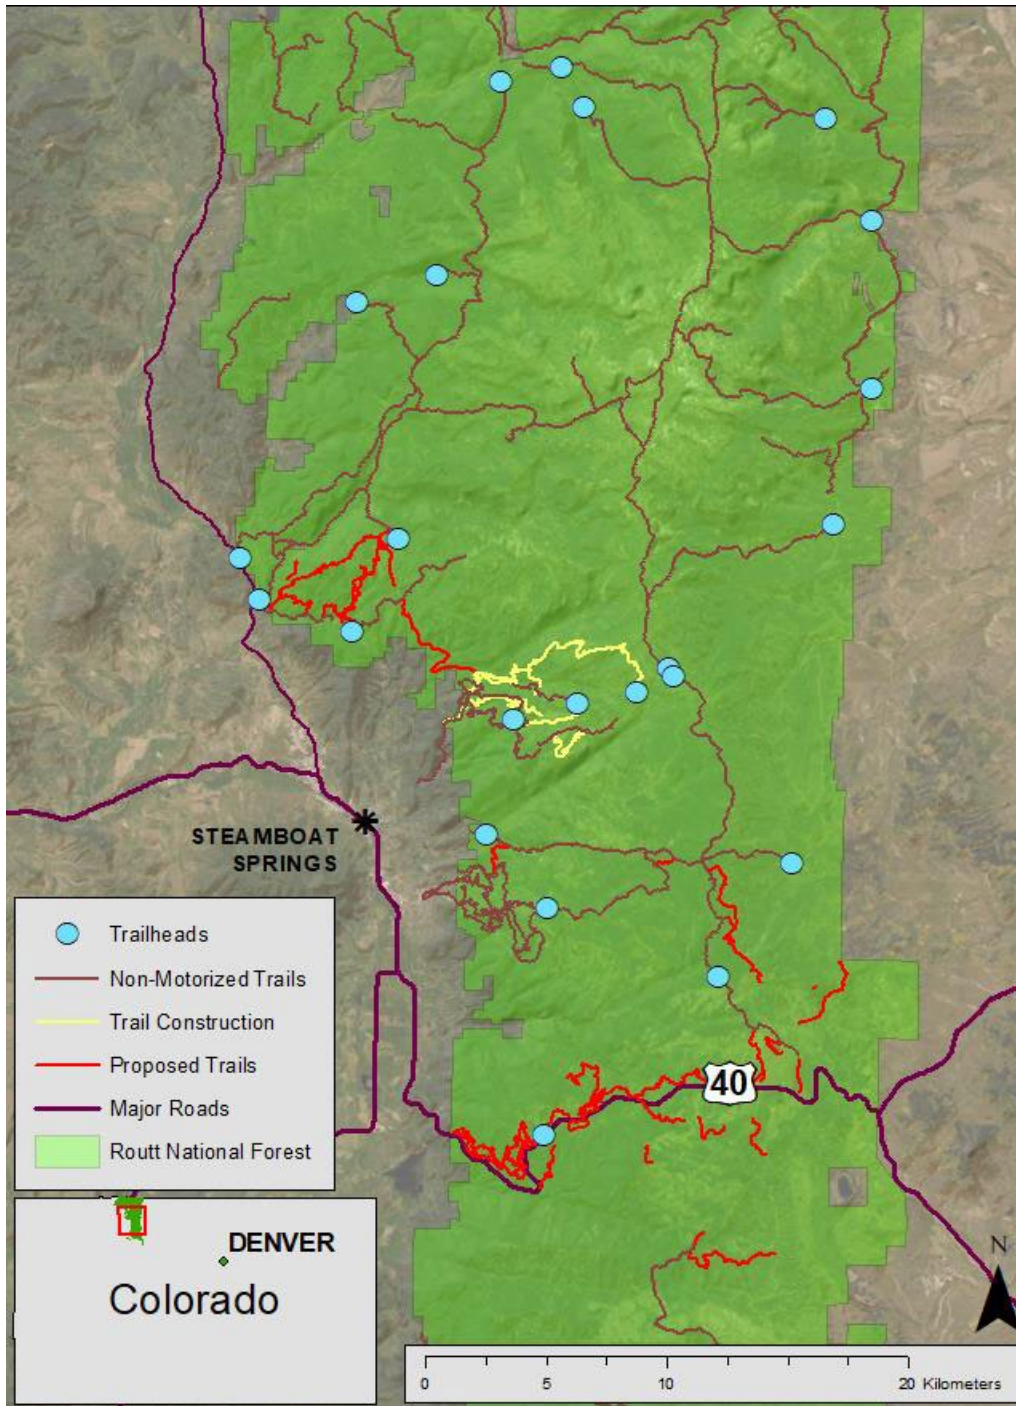 STEAMBOAT
SPRINGS
Trailheads
Non-Motorized Trails
Trail Construction
Proposed Trails
Major Roads
Routt National Forest
40
DENVER
Colorado
N
0 5 10 20 Kilometers